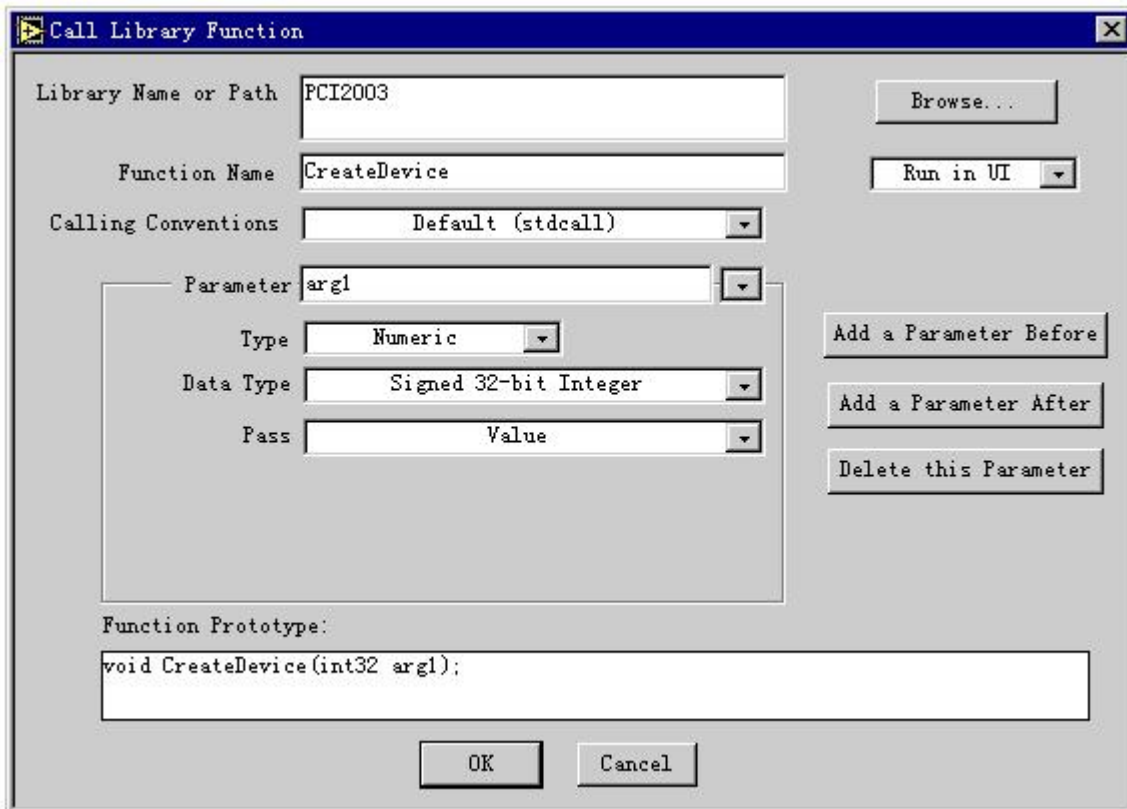 Call Library Function
Library Name or Path PCI2003 Browse...
Function Name CreateDevice Run in UI
Calling Conventions Default (stdcall)
Parameter arg1
Type Numeric Add a Parameter Before
Data Type Signed 32-bit Integer Add a Parameter After
Pass Value Delete this Parameter
Function Prototype:
void CreateDevice(int32 arg1);
OK Cancel